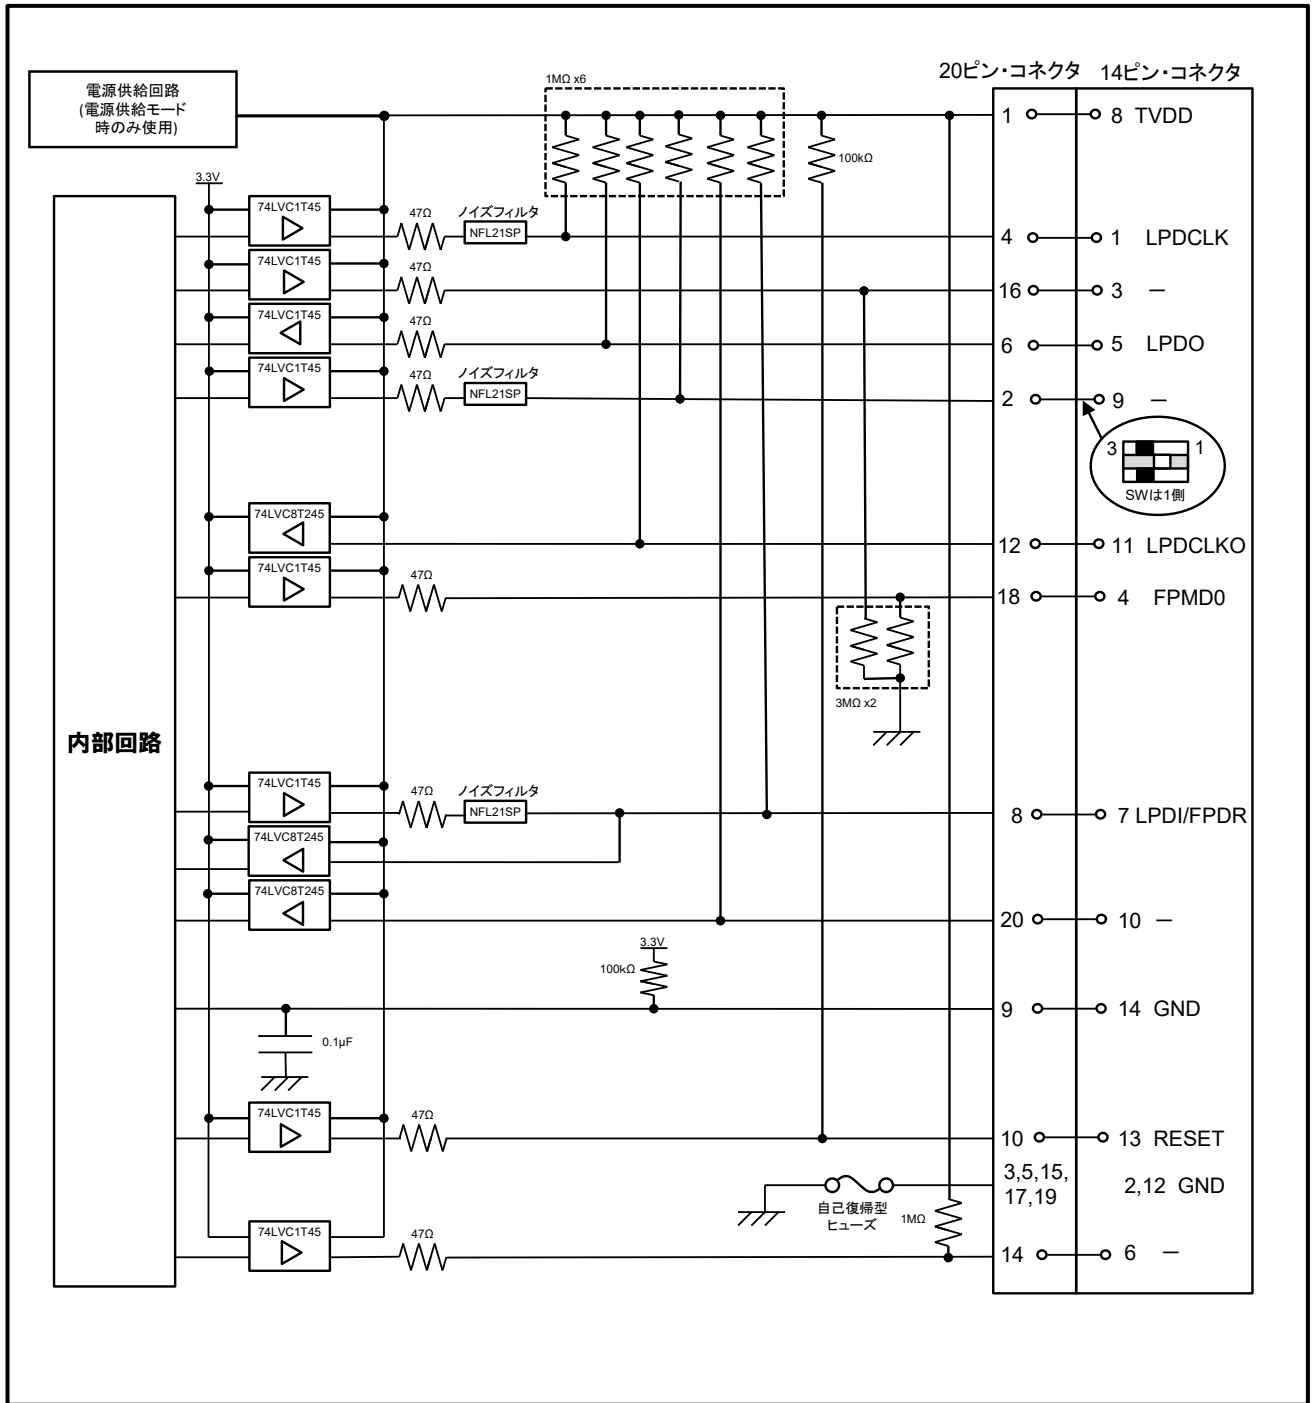 20ピン・コネクタ 14ピン・コネクタ
電源供給回路
(電源供給モード
時のみ使用)
1MΩ x6
1 8 TVDD
100kΩ
3.3V
74LVC1T45
47Ω
ノイズフィルタ
NFL21SP
4 1 LPDCLK
74LVC1T45
47Ω
16 3 －
74LVC1T45
47Ω
6 5 LPDO
74LVC1T45
47Ω
ノイズフィルタ
NFL21SP
2 9 －
3 1
SWは1側
74LVC8T245
12 11 LPDCLKO
74LVC1T45
47Ω
18 4 FPMD0
3MΩ x2
内部回路
74LVC1T45
47Ω
ノイズフィルタ
NFL21SP
8 7 LPDI/FPDR
74LVC8T245
74LVC8T245
20 10 －
3.3V
100kΩ
9 14 GND
0.1µF
74LVC1T45
47Ω
10 13 RESET
3,5,15,
17,19
2,12 GND
自己復帰型
ヒューズ
1MΩ
74LVC1T45
47Ω
14 6 －